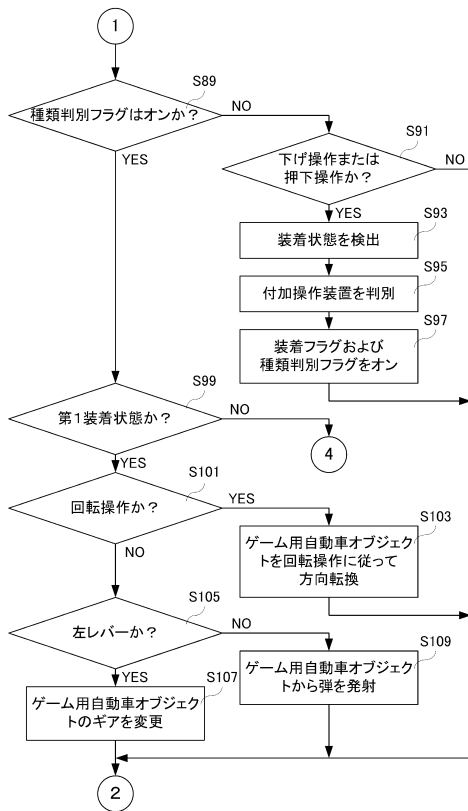 1
S89
種類判別フラグはオンか？
NO
YES
S91
下げ操作または
押下操作か？
NO
YES
S93
装着状態を検出
S95
付加操作装置を判別
S97
装着フラグおよび
種類判別フラグをオン
S99
第１装着状態か？
NO
4
YES
S101
回転操作か？
YES
NO
S103
ゲーム用自動車オブジェク
トを回転操作に従って
方向転換
S105
左レバーか？
NO
YES
S107
ゲーム用自動車オブジェク
トのギアを変更
S109
ゲーム用自動車オブジェクト
から弾を発射
2